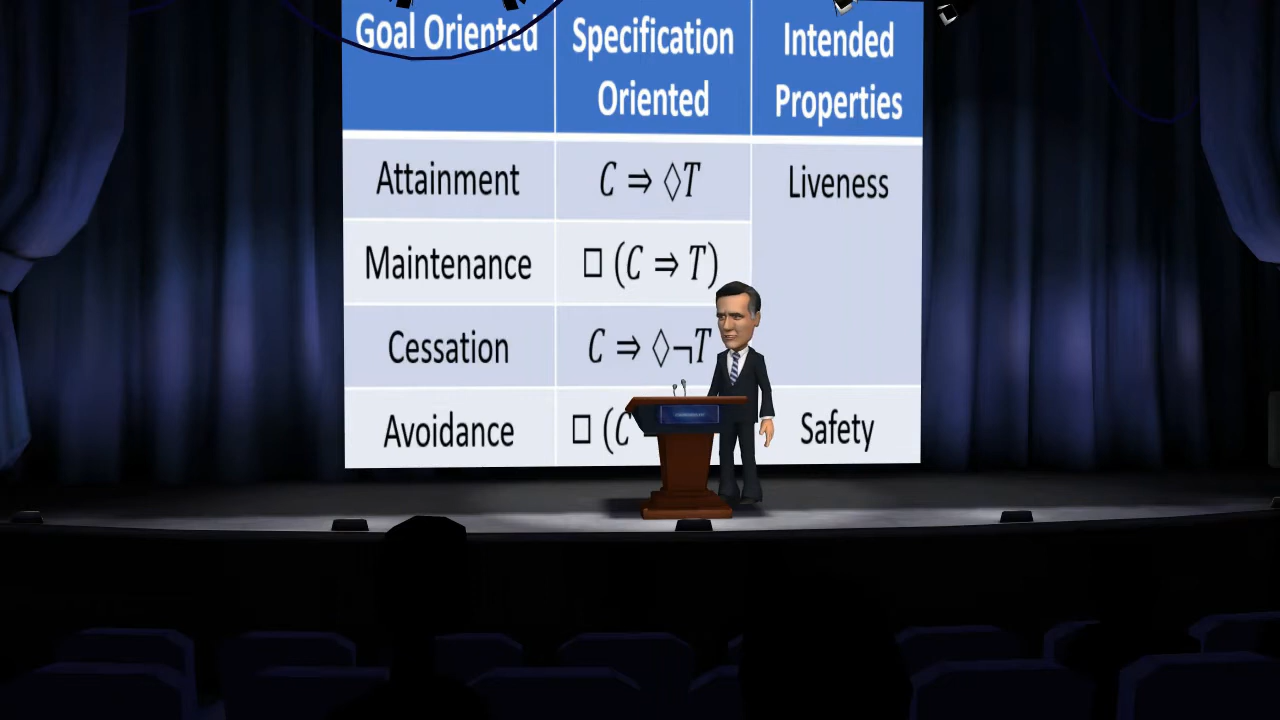 Goal Oriented
Specification
Oriented
Intended
Properties
Attainment
C ⇒ ◊T
Liveness
Maintenance
□ (C ⇒ T)
Cessation
C ⇒ ◊¬T
Avoidance
□ (C
Safety